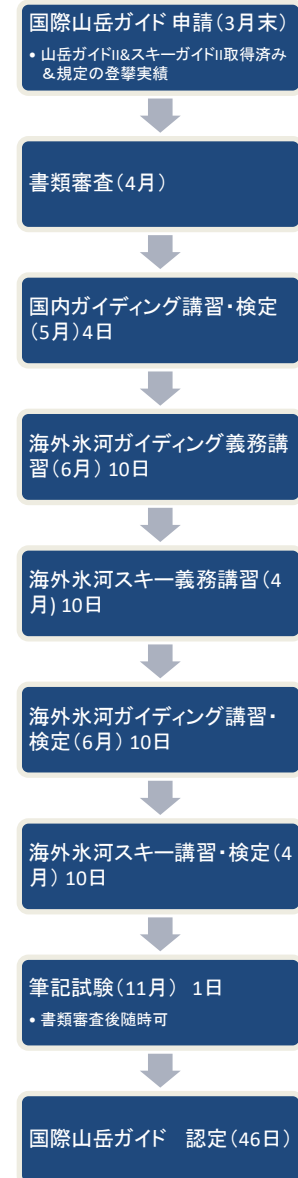 国際山岳ガイド 申請(3月末)
• 山岳ガイドII&スキーガイドII取得済み
&規定の登攀実績
書類審査(4月)
国内ガイディング講習・検定
(5月)4日
海外氷河ガイディング義務講
習(6月) 10日
海外氷河スキー義務講習(4
月) 10日
海外氷河ガイディング講習・
検定(6月) 10日
海外氷河スキー講習・検定(4
月) 10日
筆記試験(11月) 1日
• 書類審査後随時可
国際山岳ガイド 認定(46日)